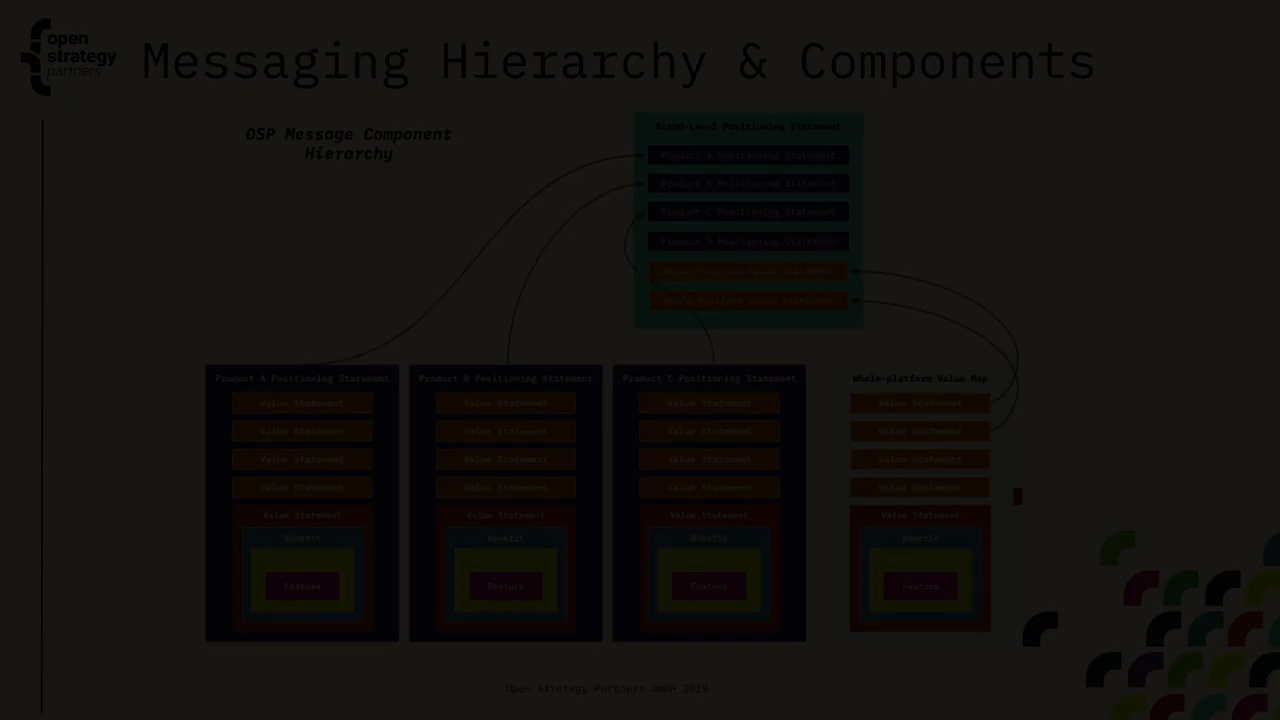 open
strategy
partners
Messaging Hierarchy & Components
OSP Message Component
Hierarchy
Brand-Level Positioning Statement
Product A Positioning Statement
Product B Positioning Statement
Product C Positioning Statement
Product D Positioning Statement
Whole-platform Value Statement
Whole-platform Value Statement
Product A Positioning Statement
Value Statement
Value Statement
Value Statement
Value Statement
Value Statement
Benefit
Feature
Product B Positioning Statement
Value Statement
Value Statement
Value Statement
Value Statement
Value Statement
Benefit
Feature
Product C Positioning Statement
Value Statement
Value Statement
Value Statement
Value Statement
Value Statement
Benefit
Feature
Whole-platform Value Map
Value Statement
Value Statement
Value Statement
Value Statement
Value Statement
Benefit
Feature
Open Strategy Partners GmbH 2019